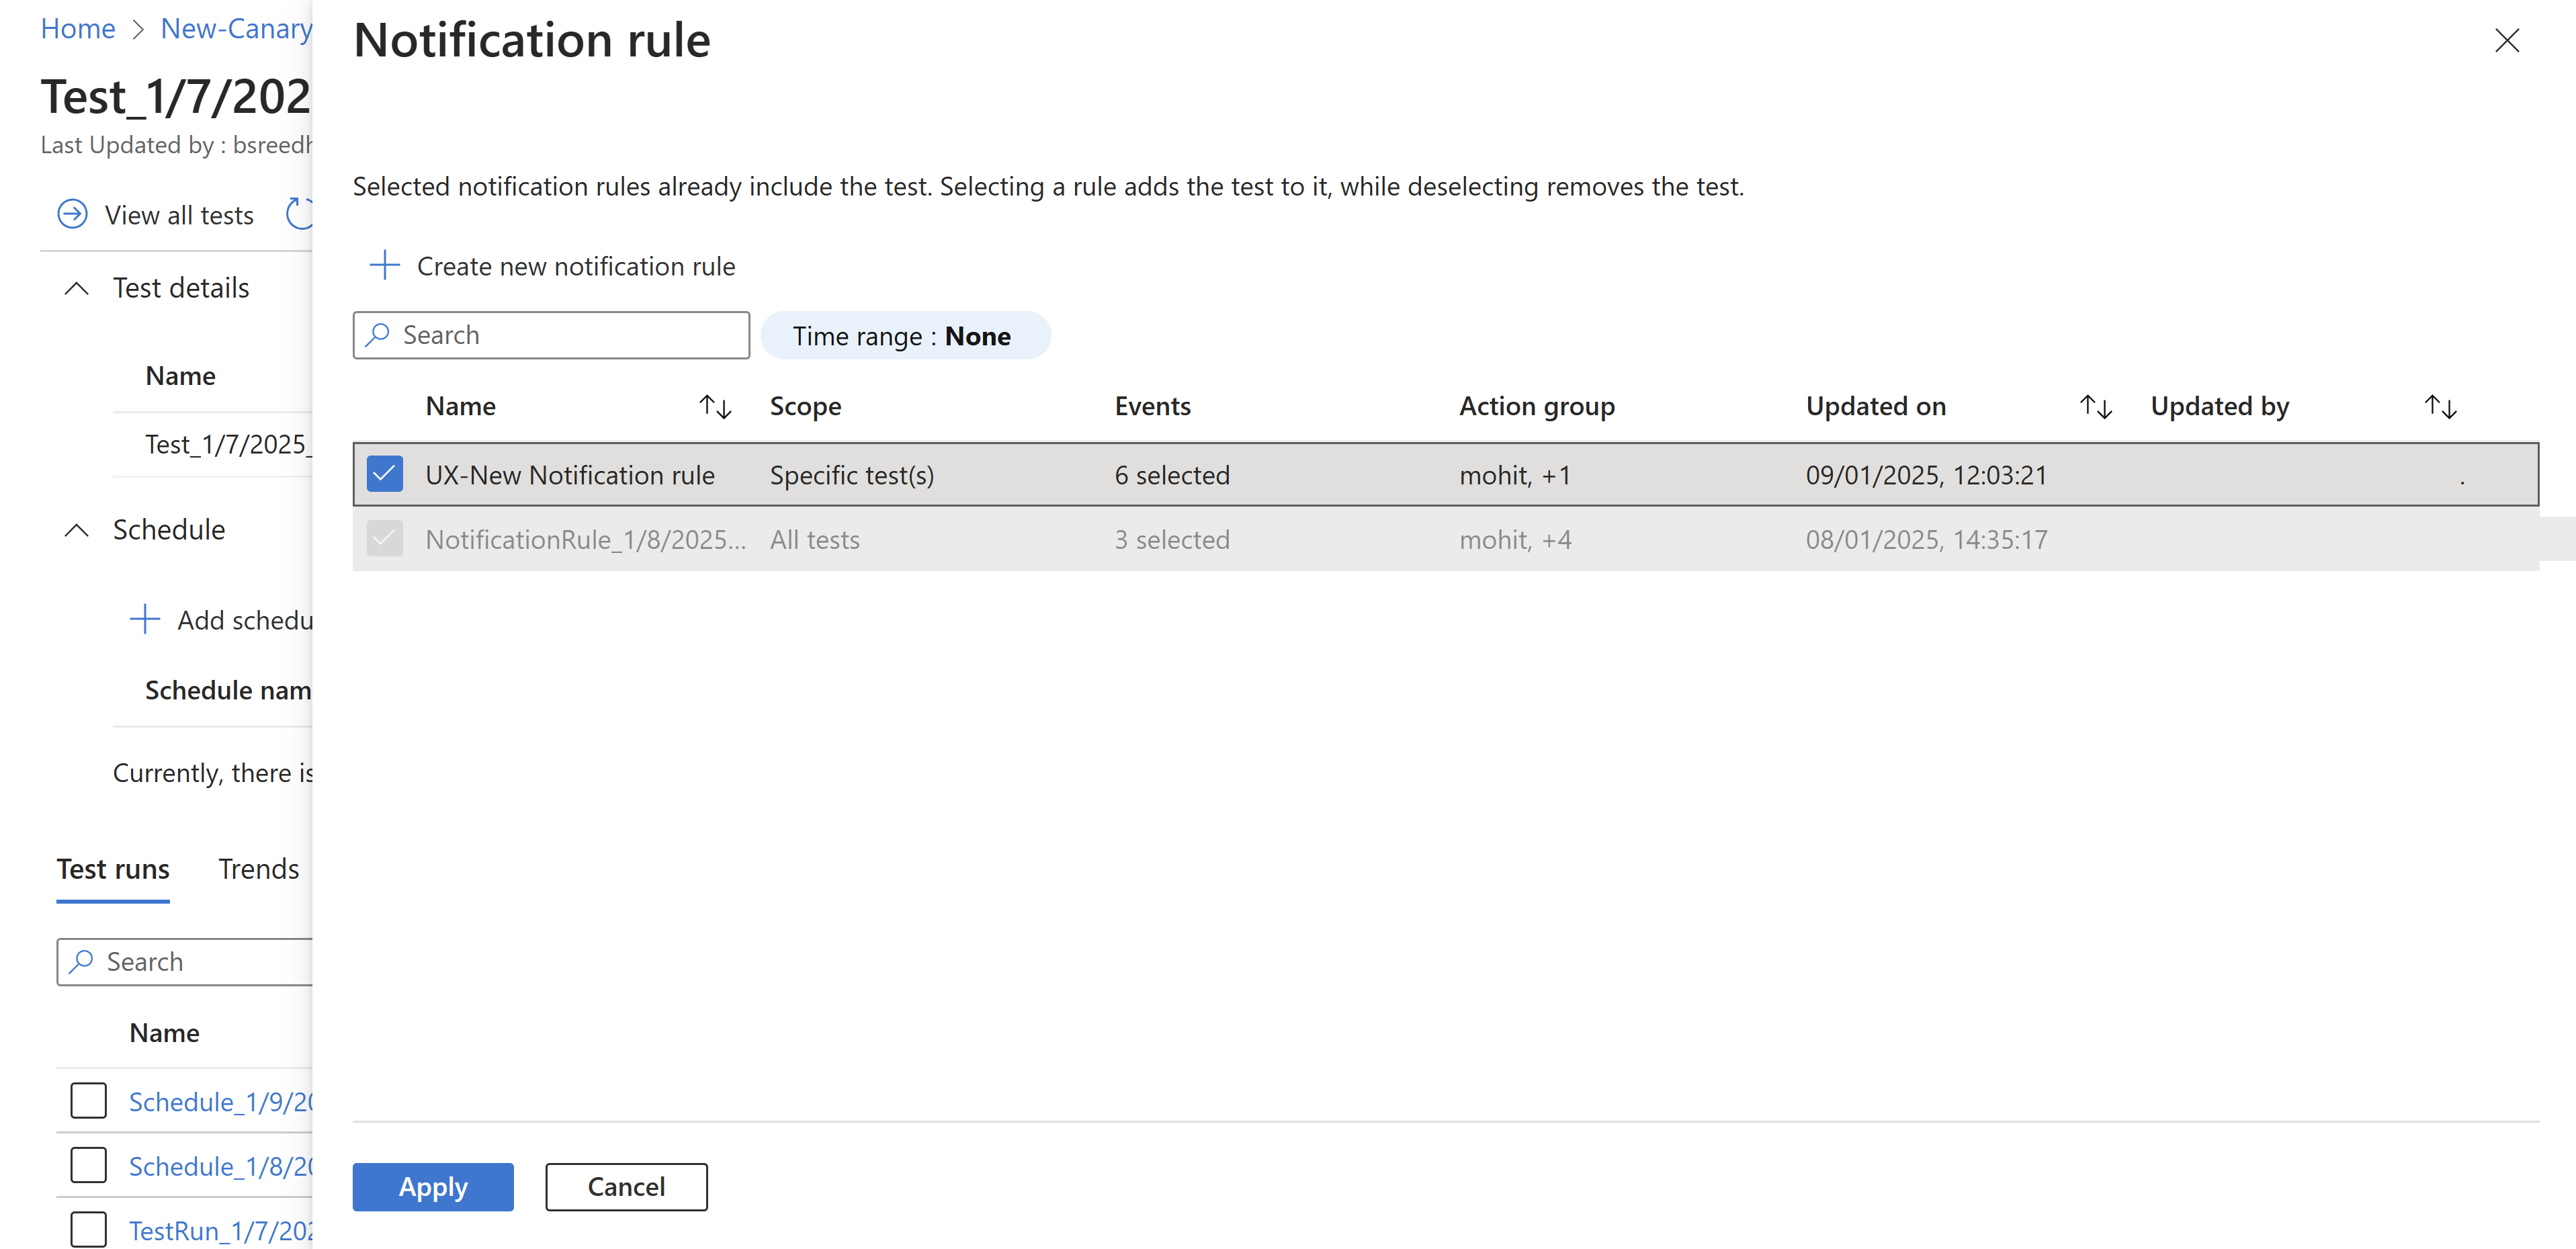 Home > New-Canary
Test_1/7/202
Last Updated by : bsreedh
View all tests
Test details
Name
Test_1/7/2025_
Schedule
Add schedu
Schedule nam
Currently, there is
Test runs Trends
Search
Name
Schedule_1/9/20
Schedule_1/8/20
TestRun_1/7/202
Notification rule
Selected notification rules already include the test. Selecting a rule adds the test to it, while deselecting removes the test.
Create new notification rule
Search Time range : None
Name Scope Events Action group Updated on Updated by
UX-New Notification rule Specific test(s) 6 selected mohit, +1 09/01/2025, 12:03:21 .
NotificationRule_1/8/2025... All tests 3 selected mohit, +4 08/01/2025, 14:35:17
Apply Cancel